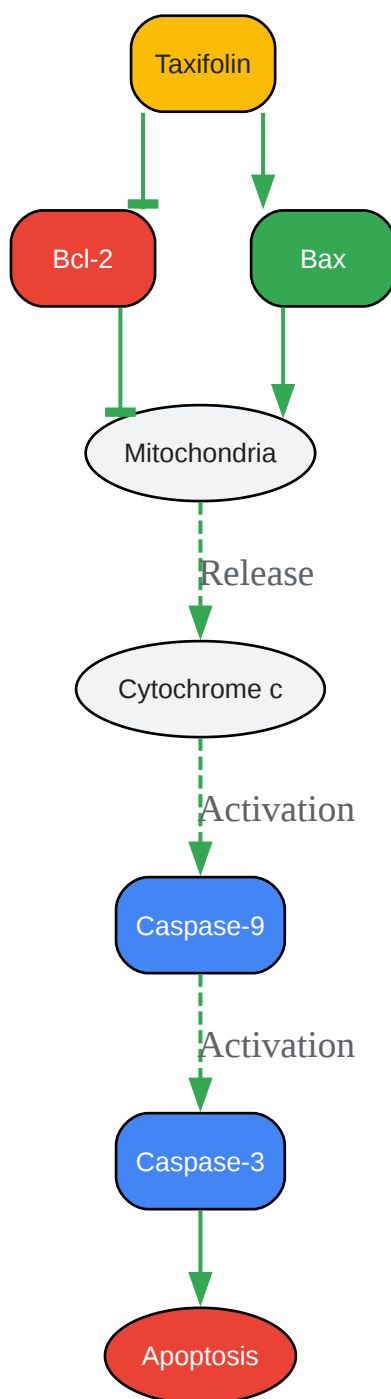 Taxifolin
Bcl-2
Bax
Mitochondria
Release
Cytochrome c
Activation
Caspase-9
Activation
Caspase-3
Apoptosis